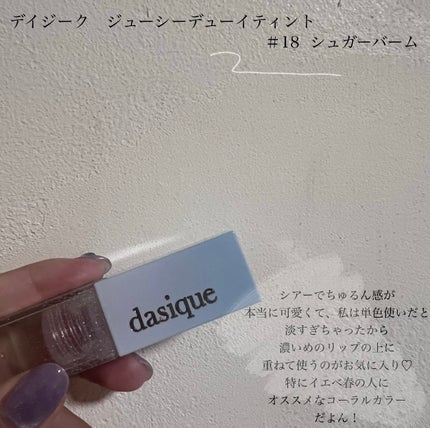 デイジーク　ジューシーデューイティント
＃18 シュガーバーム
dasique
シアーでちゅるん感が
本当に可愛くて、私は単色使いだと
淡すぎちゃったから
濃いめのリップの上に
重ねて使うのがお気に入り♡
特にイエベ春の人に
オススメなコーラルカラー
だよん！